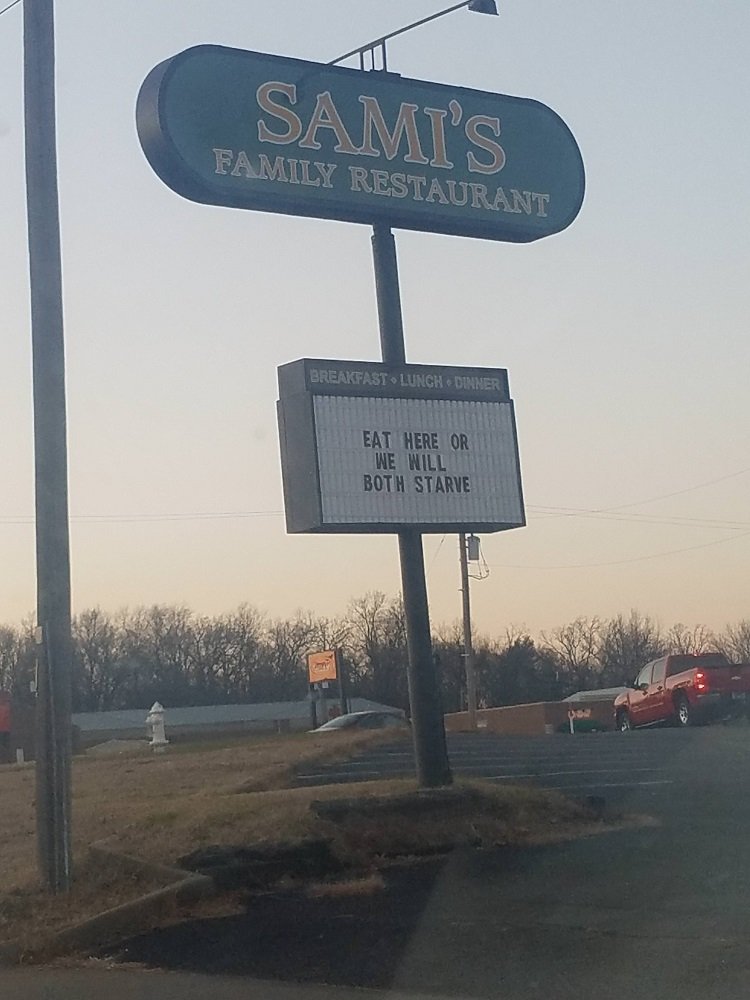 SAMI'S
FAMILY RESTAURANT
BREAKFAST • LUNCH • DINNER
EAT HERE OR
WE WILL
BOTH STARVE